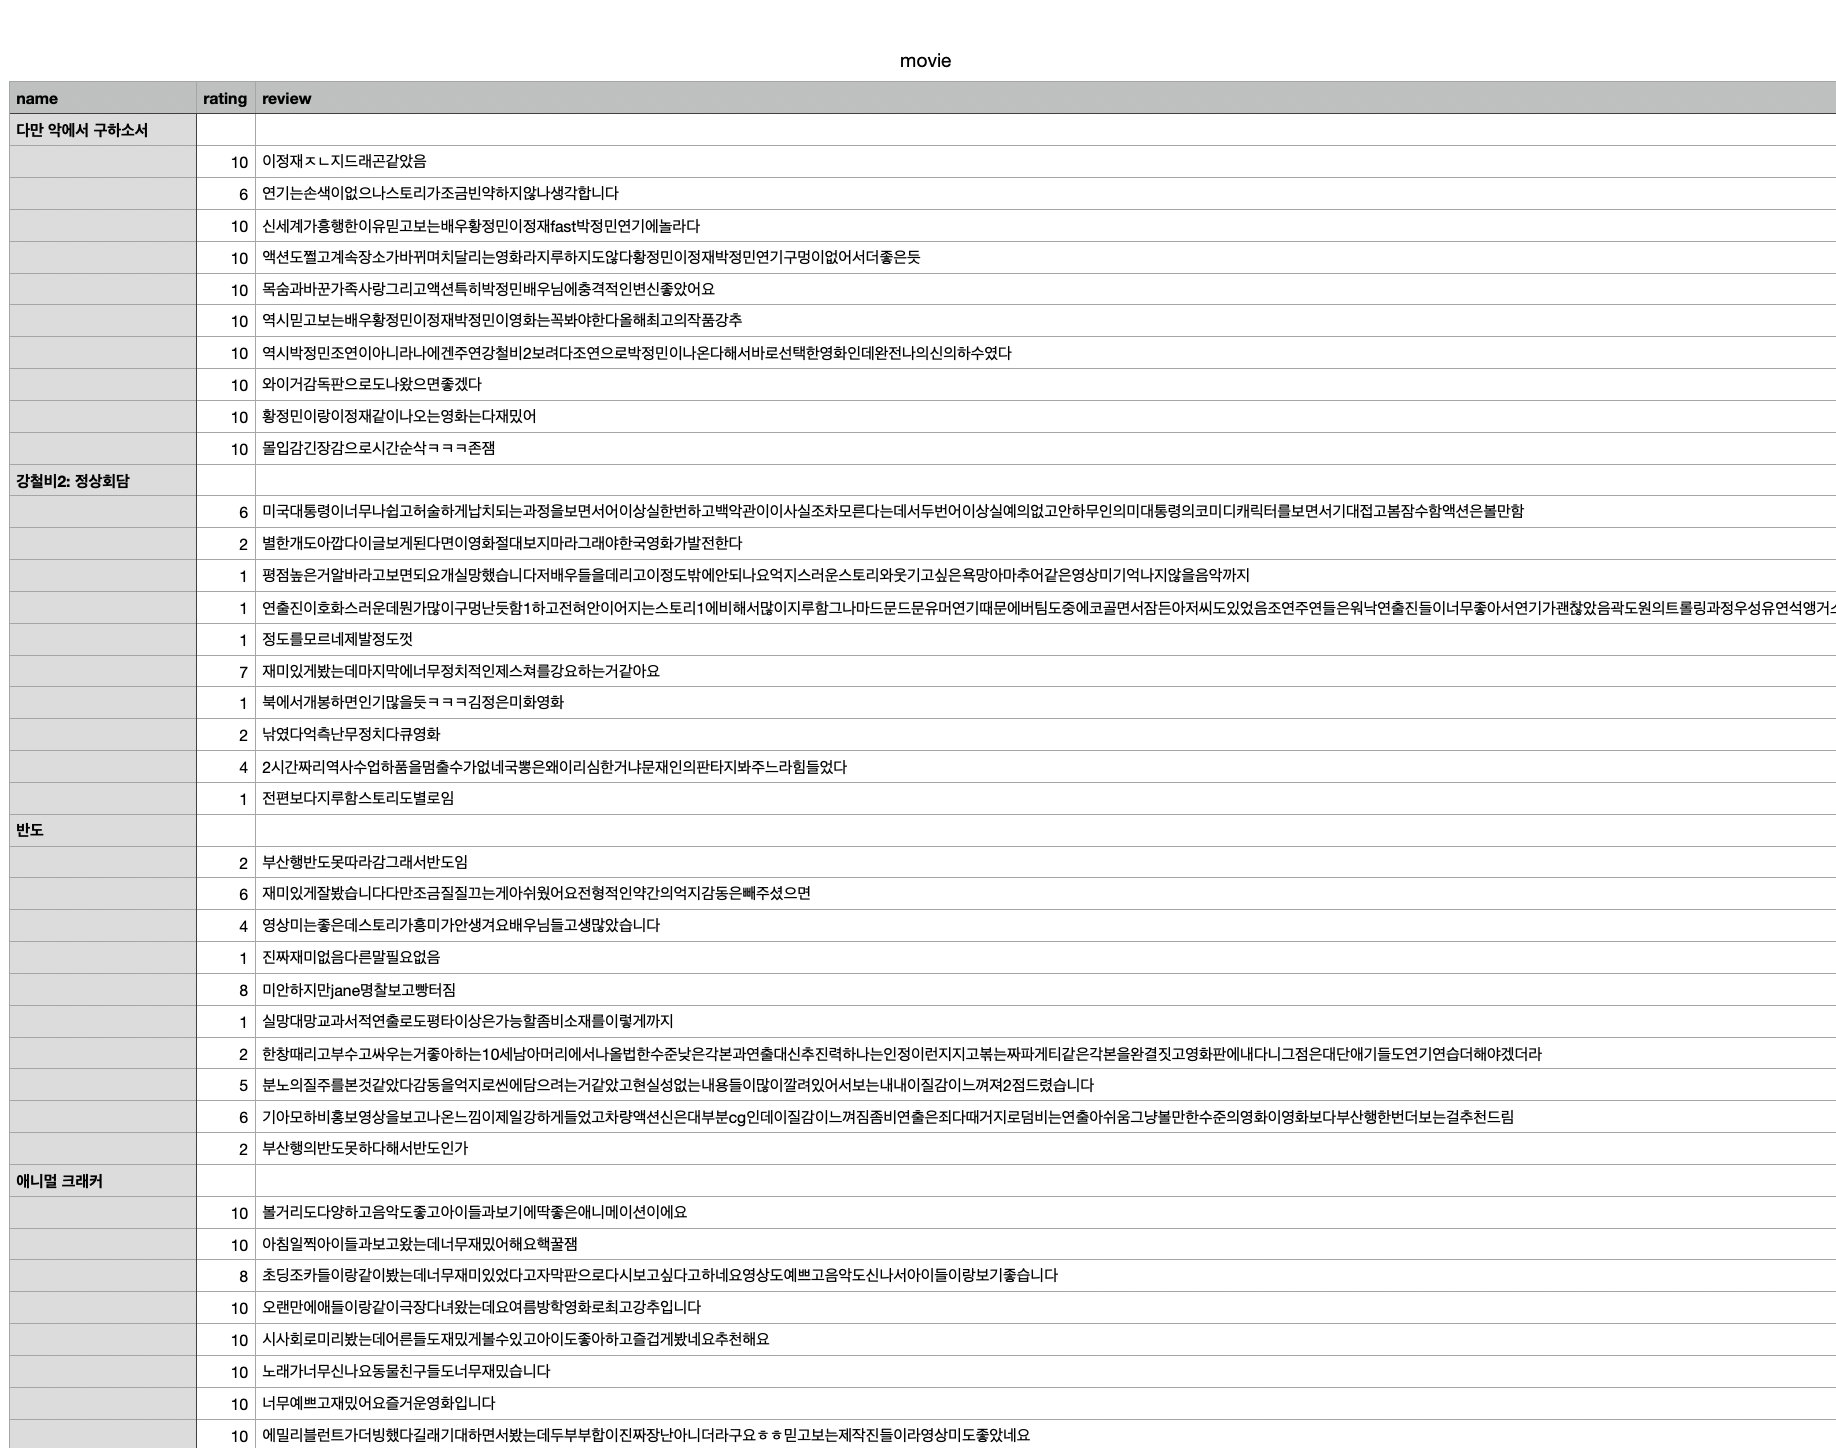 movie
name rating review
다만 악에서 구하소서
10 이정재ㅈㄴ지드래곤같았음
6 연기는손색이없으나스토리가조금빈약하지않나생각합니다
10 신세계가흥행한이유믿고보는배우황정민이정재fast박정민연기에놀라다
10 액션도쩔고계속장소가바뀌며치달리는영화라지루하지도않다황정민이정재박정민연기구멍이없어서더좋은듯
10 목숨과바꾼가족사랑그리고액션특히박정민배우님에충격적인변신좋았어요
10 역시믿고보는배우황정민이정재박정민이영화는꼭봐야한다올해최고의작품강추
10 역시박정민조연이아니라나에겐주연강철비2보려다조연으로박정민이나온다해서바로선택한영화인데완전나의신의하수였다
10 와이거감독판으로도나왔으면좋겠다
10 황정민이랑이정재같이나오는영화는다재밌어
10 몰입감긴장감으로시간순삭ㅋㅋㅋ존잼
강철비2: 정상회담
6 미국대통령이너무나쉽고허술하게납치되는과정을보면서어이상실한번하고백악관이이사실조차모른다는데서두번어이상실예의없고안하무인의미대통령의코미디캐릭터를보면서기대접고봄잠수함액션은볼만함
2 별한개도아깝다이글보게된다면이영화절대보지마라그래야한국영화가발전한다
1 평점높은거알바라고보면되요개실망했습니다저배우들을데리고이정도밖에안되나요억지스러운스토리와웃기고싶은욕망아마추어같은영상미기억나지않을음악까지
1 연출진이호화스러운데뭔가많이구멍난듯함1하고전혀안이어지는스토리1에비해서많이지루함그나마드문드문유머연기때문에버팀도중에코골면서잠든아저씨도있었음조연주연들은워낙연출진들이너무좋아서연기가괜찮았음곽도원의트롤링과정우성유연석앵거스
1 정도를모르네제발정도껏
7 재미있게봤는데마지막에너무정치적인제스쳐를강요하는거같아요
1 북에서개봉하면인기많을듯ㅋㅋㅋ김정은미화영화
2 낚였다억측난무정치다큐영화
4 2시간짜리역사수업하품을멈출수가없네국뽕은왜이리심한거냐문재인의판타지봐주느라힘들었다
1 전편보다지루함스토리도별로임
반도
2 부산행반도못따라감그래서반도임
6 재미있게잘봤습니다다만조금질질끄는게아쉬웠어요전형적인약간의억지감동은빼주셨으면
4 영상미는좋은데스토리가흥미가안생겨요배우님들고생많았습니다
1 진짜재미없음다른말필요없음
8 미안하지만jane명찰보고빵터짐
1 실망대망교과서적연출로도평타이상은가능할좀비소재를이렇게까지
2 한창때리고부수고싸우는거좋아하는10세남아머리에서나올법한수준낮은각본과연출대신추진력하나는인정이런지지고볶는짜파게티같은각본을완결짓고영화판에내다니그점은대단애기들도연기연습더해야겠더라
5 분노의질주를본것같았다감동을억지로씬에담으려는거같았고현실성없는내용들이많이깔려있어서보는내내이질감이느껴져2점드렸습니다
6 기아모하비홍보영상을보고나온느낌이제일강하게들었고차량액션신은대부분cg인데이질감이느껴짐좀비연출은죄다때거지로덤비는연출아쉬움그냥볼만한수준의영화이영화보다부산행한번더보는걸추천드림
2 부산행의반도못하다해서반도인가
애니멀 크래커
10 볼거리도다양하고음악도좋고아이들과보기에딱좋은애니메이션이에요
10 아침일찍아이들과보고왔는데너무재밌어해요핵꿀잼
8 초딩조카들이랑같이봤는데너무재미있었다고자막판으로다시보고싶다고하네요영상도예쁘고음악도신나서아이들이랑보기좋습니다
10 오랜만에애들이랑같이극장다녀왔는데요여름방학영화로최고강추입니다
10 시사회로미리봤는데어른들도재밌게볼수있고아이도좋아하고즐겁게봤네요추천해요
10 노래가너무신나요동물친구들도너무재밌습니다
10 너무예쁘고재밌어요즐거운영화입니다
10 에밀리블런트가더빙했다길래기대하면서봤는데두부부합이진짜장난아니더라구요ㅎㅎ믿고보는제작진들이라영상미도좋았네요